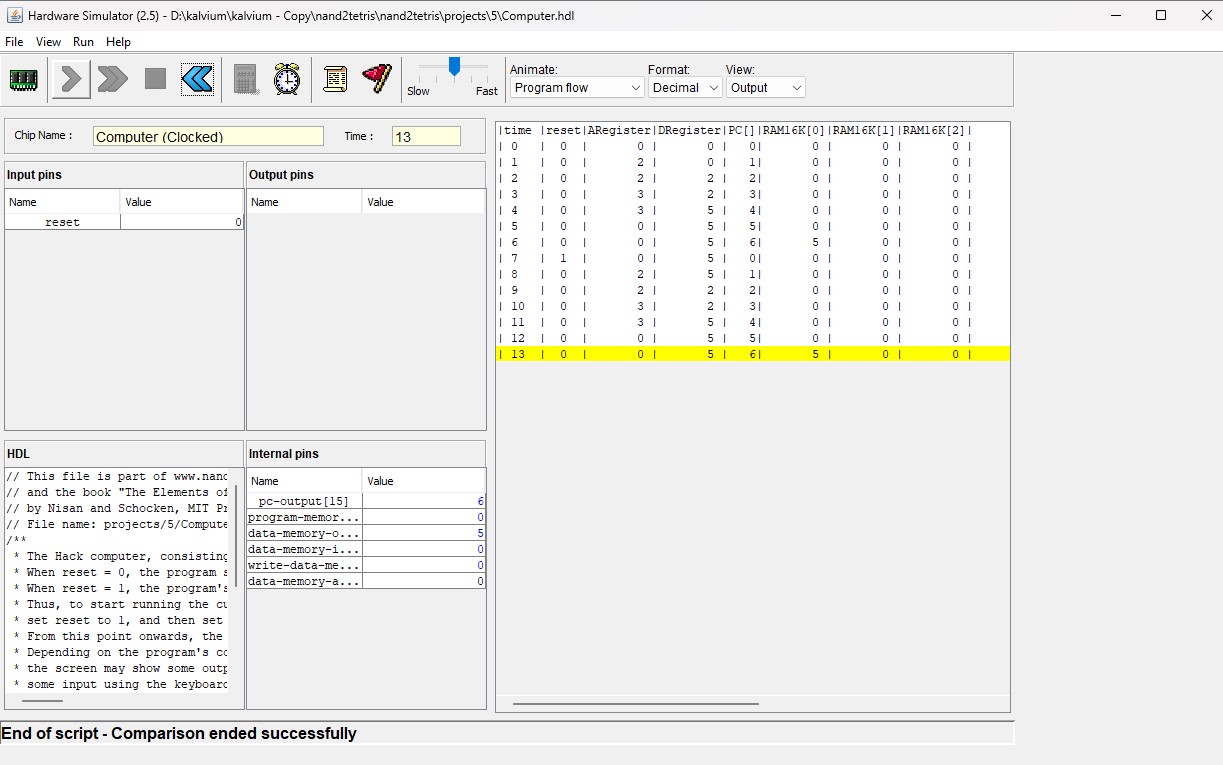 Hardware Simulator (2.5) - D:\kalvium\kalvium - Copy\nand2tetris\nand2tetris\projects\5\Computer.hdl
File View Run Help
Slow Fast
Animate: Format: View:
Program flow Decimal Output
Chip Name : Computer (Clocked) Time : 13
Input pins
Name Value
reset 0
Output pins
Name Value
HDL
// This file is part of www.nand
// and the book "The Elements of
// by Nisan and Schocken, MIT Pr
// File name: projects/5/Compute
/**
* The Hack computer, consisting
* When reset = 0, the program s
* When reset = 1, the program's
* Thus, to start running the cu
* set reset to 1, and then set
* From this point onwards, the
* Depending on the program's co
* the screen may show some outp
* some input using the keyboard
Internal pins
Name Value
pc-output[15] 6
program-memor... 0
data-memory-o... 5
data-memory-i... 0
write-data-me... 0
data-memory-a... 0
|time |reset|ARegister|DRegister|PC[]|RAM16K[0]|RAM16K[1]|RAM16K[2]|
| 0 | 0 | 0 | 0 | 0| 0 | 0 | 0 |
| 1 | 0 | 2 | 0 | 1| 0 | 0 | 0 |
| 2 | 0 | 2 | 2 | 2| 0 | 0 | 0 |
| 3 | 0 | 3 | 2 | 3| 0 | 0 | 0 |
| 4 | 0 | 3 | 5 | 4| 0 | 0 | 0 |
| 5 | 0 | 0 | 5 | 5| 0 | 0 | 0 |
| 6 | 0 | 0 | 5 | 6| 5 | 0 | 0 |
| 7 | 1 | 0 | 5 | 0| 0 | 0 | 0 |
| 8 | 0 | 2 | 5 | 1| 0 | 0 | 0 |
| 9 | 0 | 2 | 2 | 2| 0 | 0 | 0 |
| 10 | 0 | 3 | 2 | 3| 0 | 0 | 0 |
| 11 | 0 | 3 | 5 | 4| 0 | 0 | 0 |
| 12 | 0 | 0 | 5 | 5| 0 | 0 | 0 |
| 13 | 0 | 0 | 5 | 6| 5 | 0 | 0 |
End of script - Comparison ended successfully